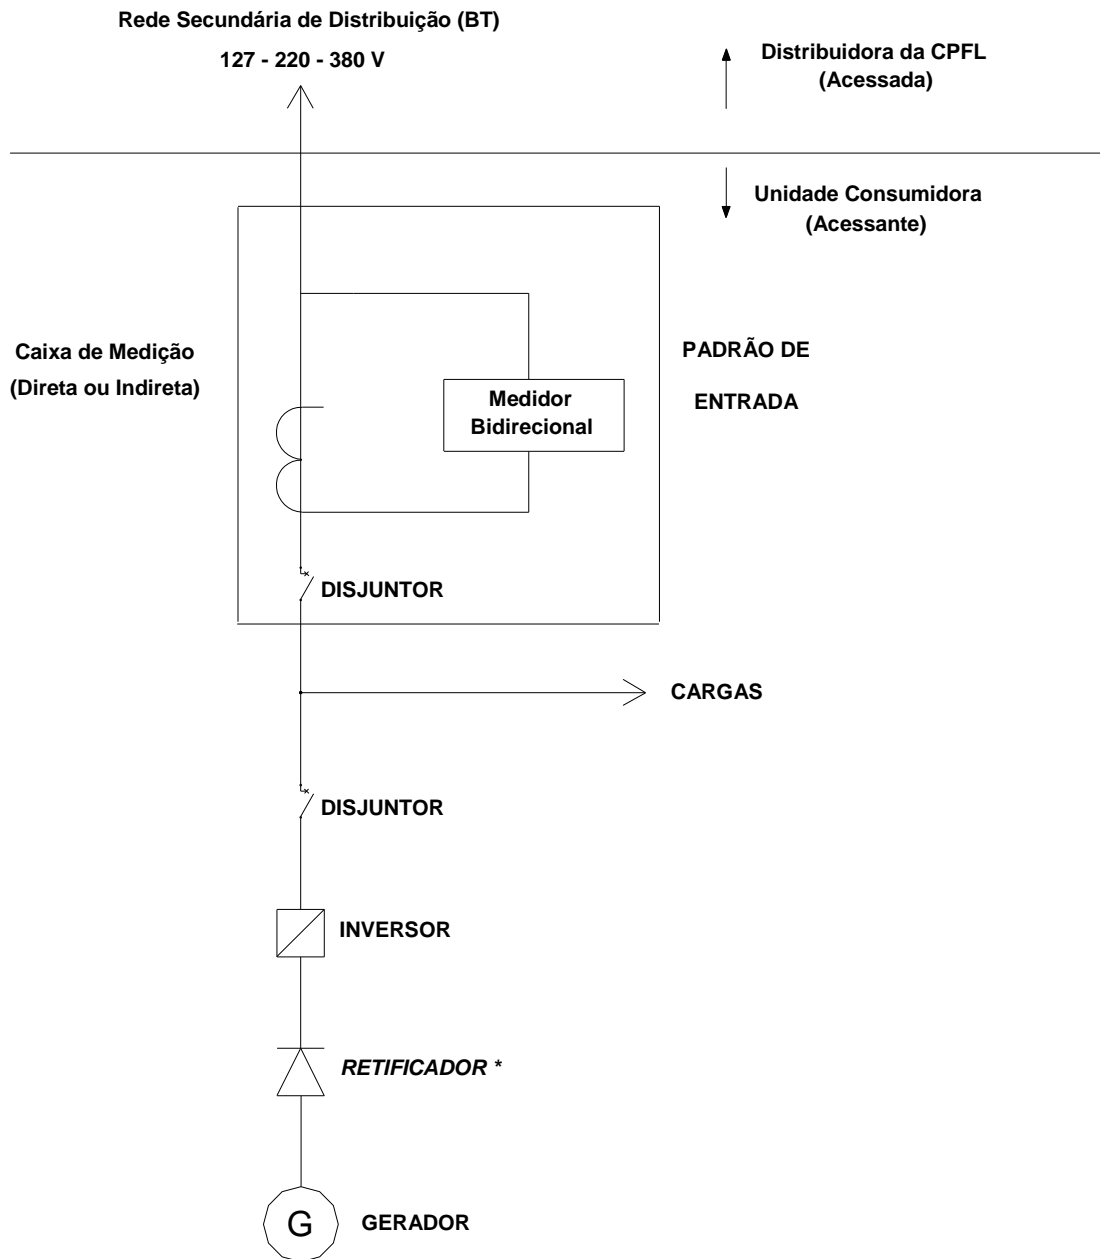 Rede Secundária de Distribuição (BT)
127 - 220 - 380 V
Distribuidora da CPFL
(Acessada)
Unidade Consumidora
(Acessante)
Caixa de Medição
(Direta ou Indireta)
PADRÃO DE
ENTRADA
Medidor
Bidirecional
DISJUNTOR
CARGAS
DISJUNTOR
INVERSOR
RETIFICADOR *
G
GERADOR